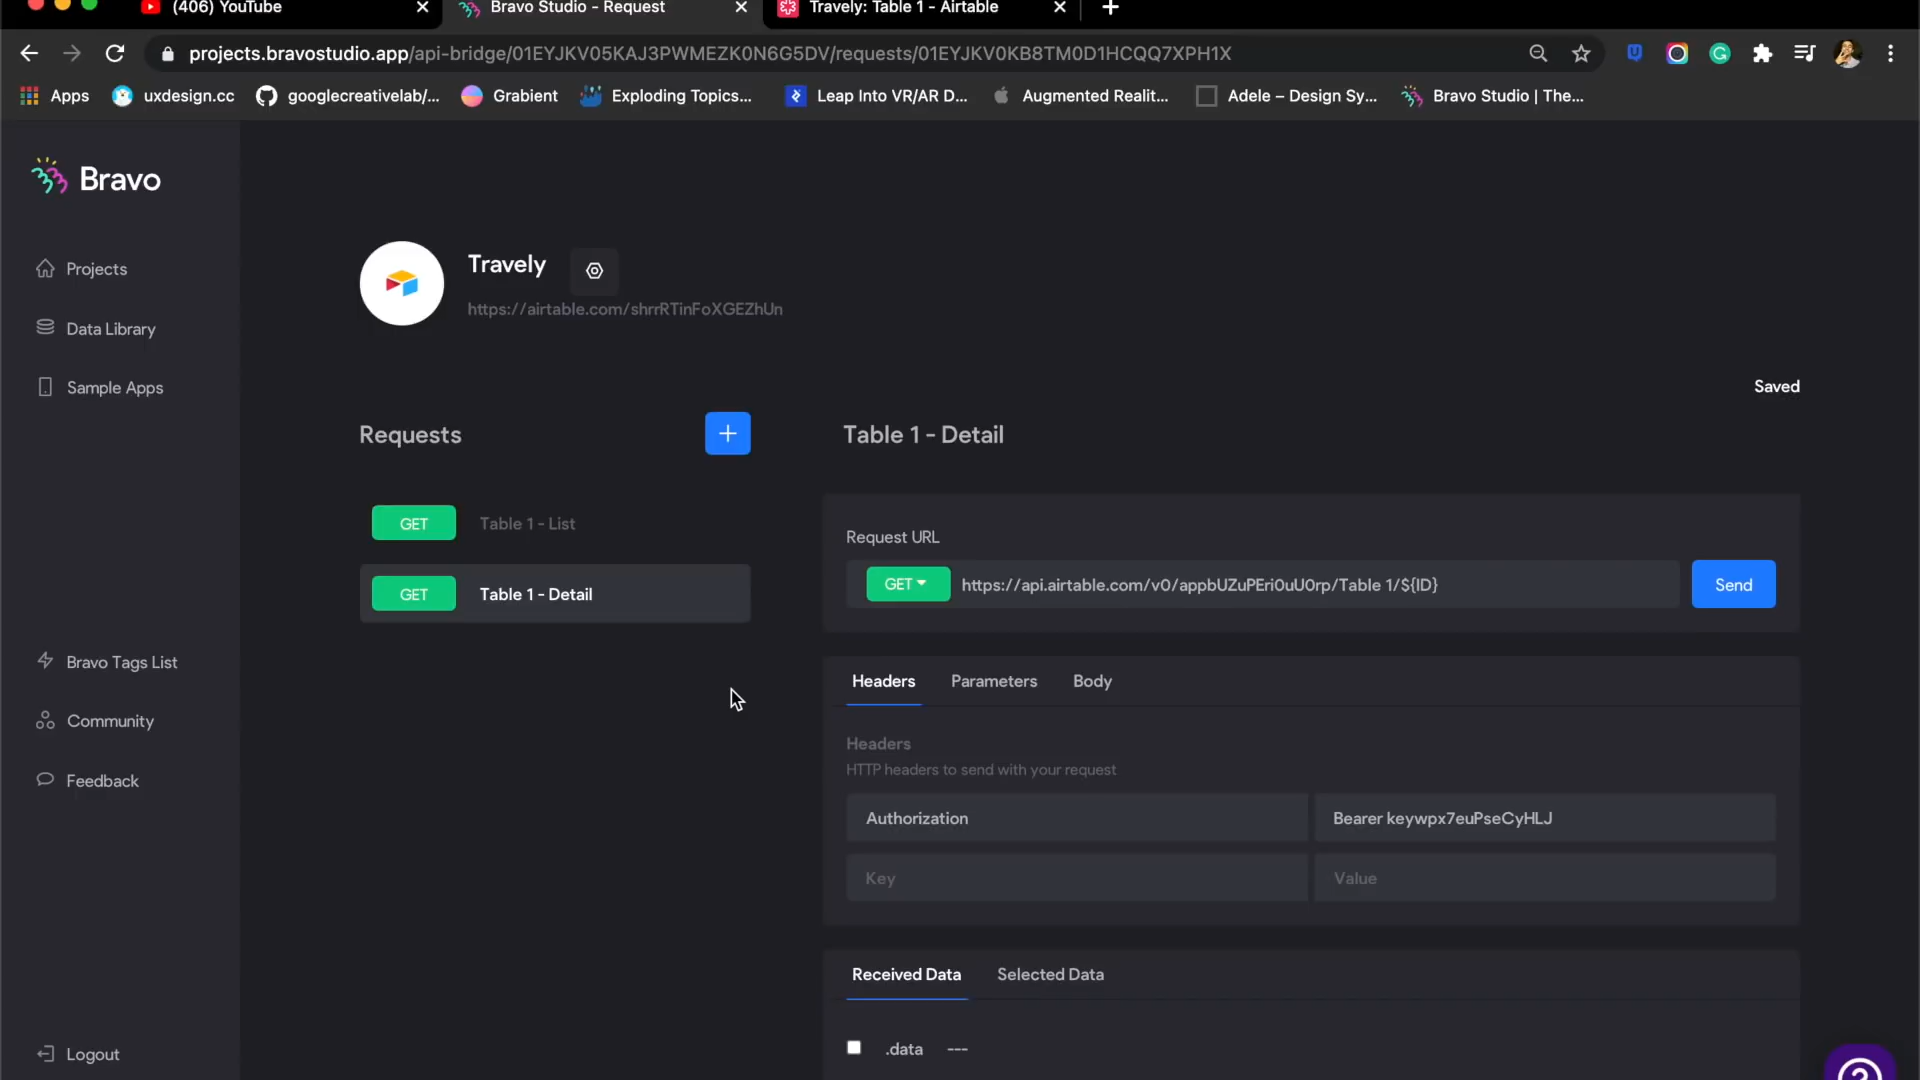 (406) YouTube
Bravo Studio - Request
Travely: Table 1 - Airtable
projects.bravostudio.app/api-bridge/01EYJKV05KAJ3PWMEZK0N6G5DV/requests/01EYJKV0KB8TM0D1HCQQ7XPH1X
Apps
uxdesign.cc
googlecreativelab/...
Grabient
Exploding Topics...
Leap Into VR/AR D...
Augmented Realit...
Adele – Design Sy...
Bravo Studio | The...
Bravo
Projects
Data Library
Sample Apps
Bravo Tags List
Community
Feedback
Logout
Travely
https://airtable.com/shrrRTinFoXGEZhUn
Saved
Requests
GET Table 1 - List
GET Table 1 - Detail
Table 1 - Detail
Request URL
GET https://api.airtable.com/v0/appbUZuPEri0uU0rp/Table 1/${ID}
Send
Headers Parameters Body
Headers
HTTP headers to send with your request
Authorization Bearer keywpx7euPseCyHLJ
Key Value
Received Data Selected Data
.data ---